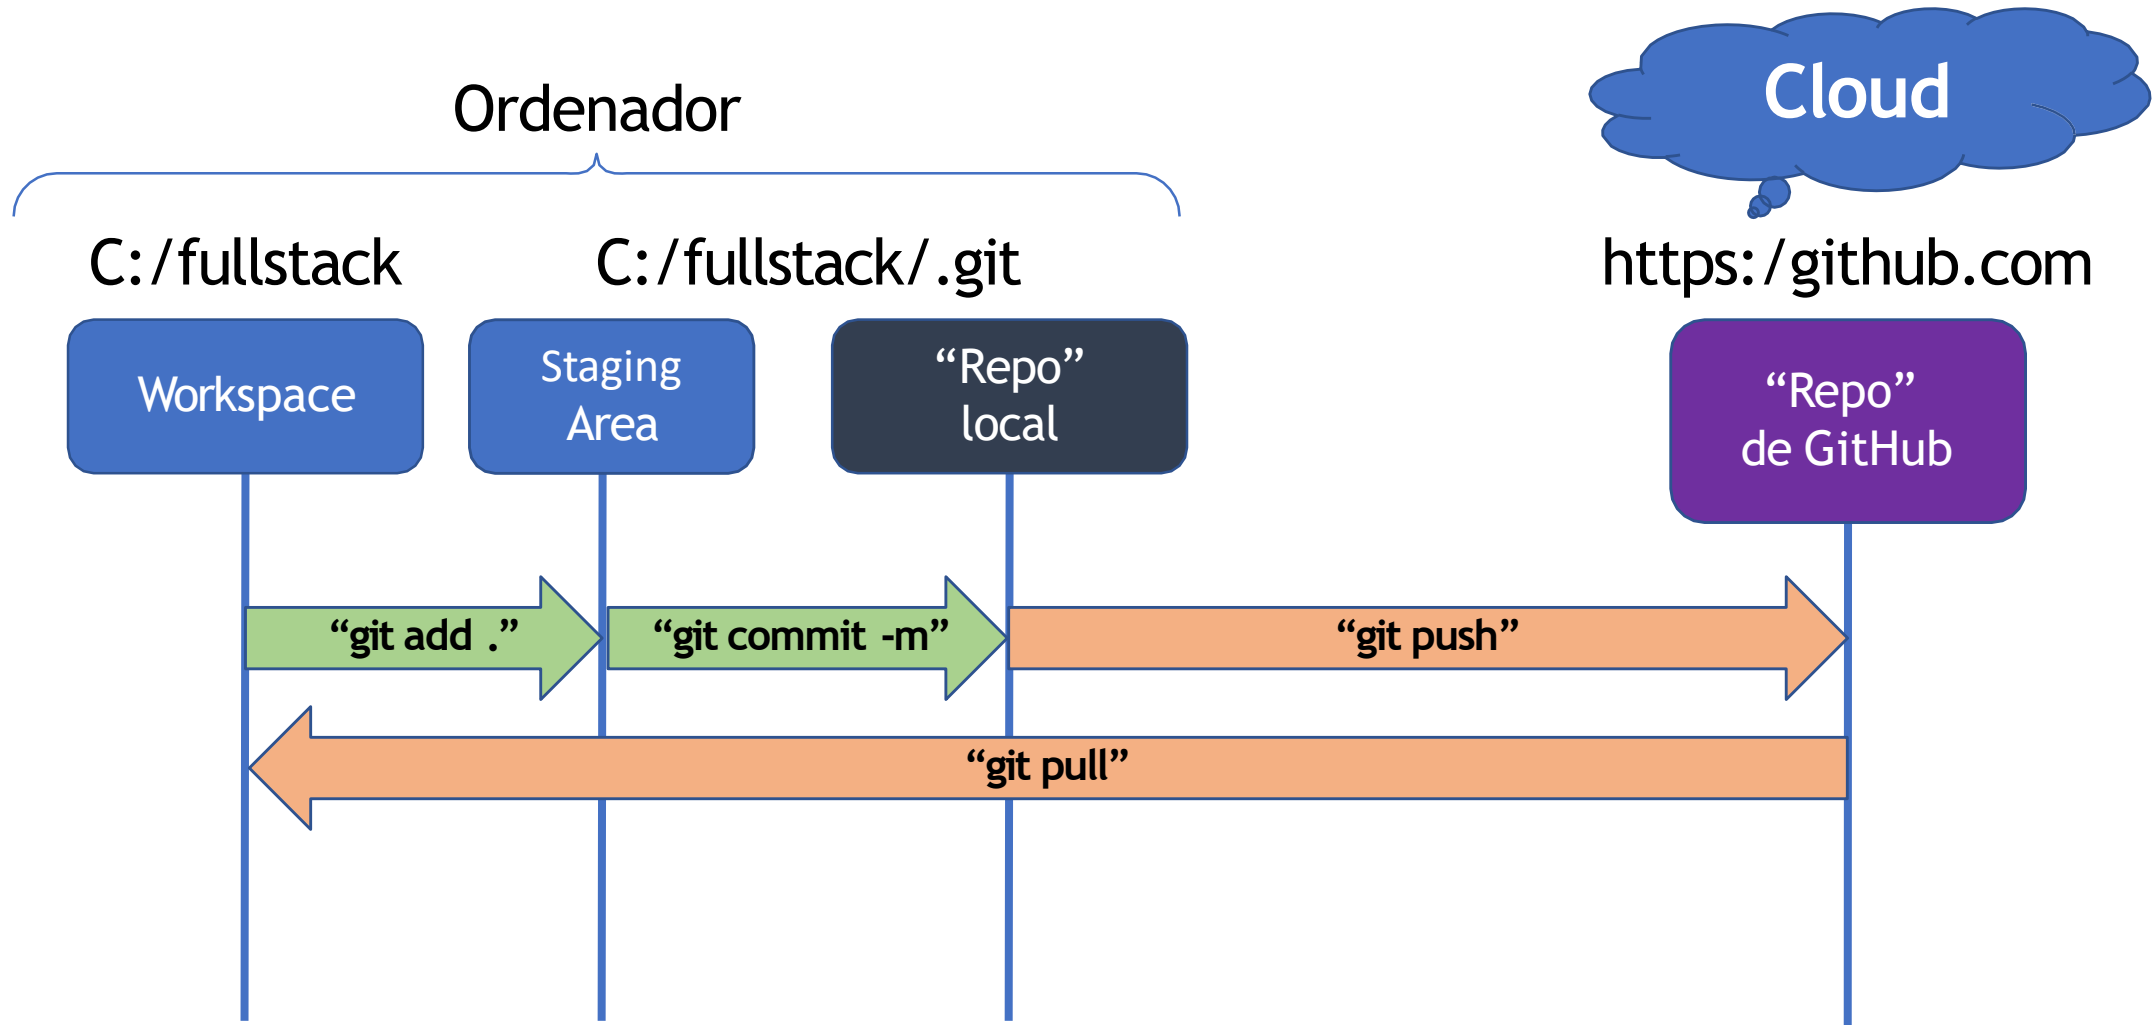 Cloud
Ordenador
C:/fullstack
C:/fullstack/.git
https:/github.com
Workspace
Staging
Area
“Repo”
local
“Repo”
de GitHub
“git add .”
“git commit -m”
“git push”
“git pull”